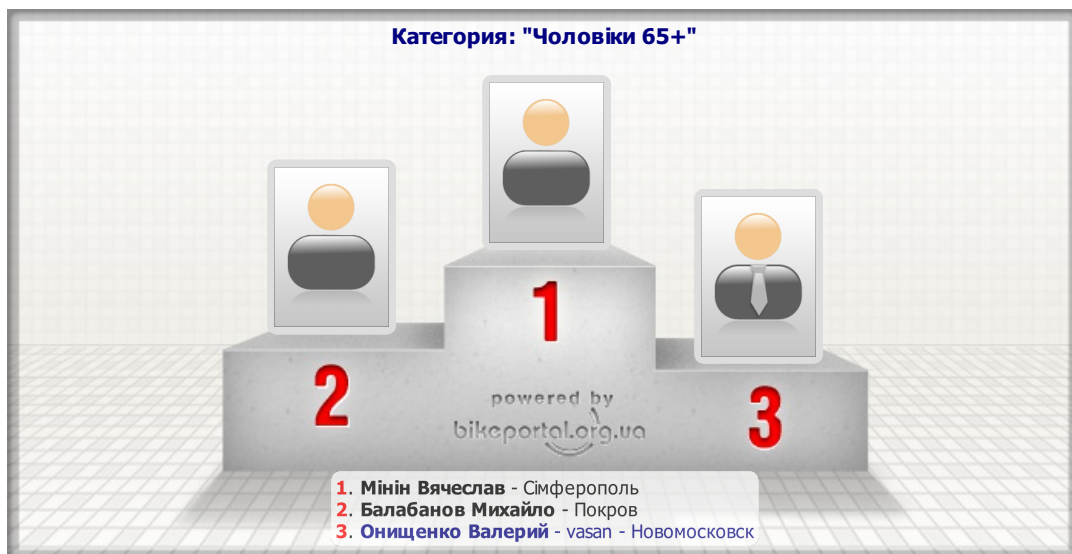 Категория: "Чоловіки 65+"
1
2
3
powered by
bikeportal.org.ua
1. Мінін Вячеслав - Сімферополь
2. Балабанов Михайло - Покров
3. Онищенко Валерий - vasan - Новомосковск